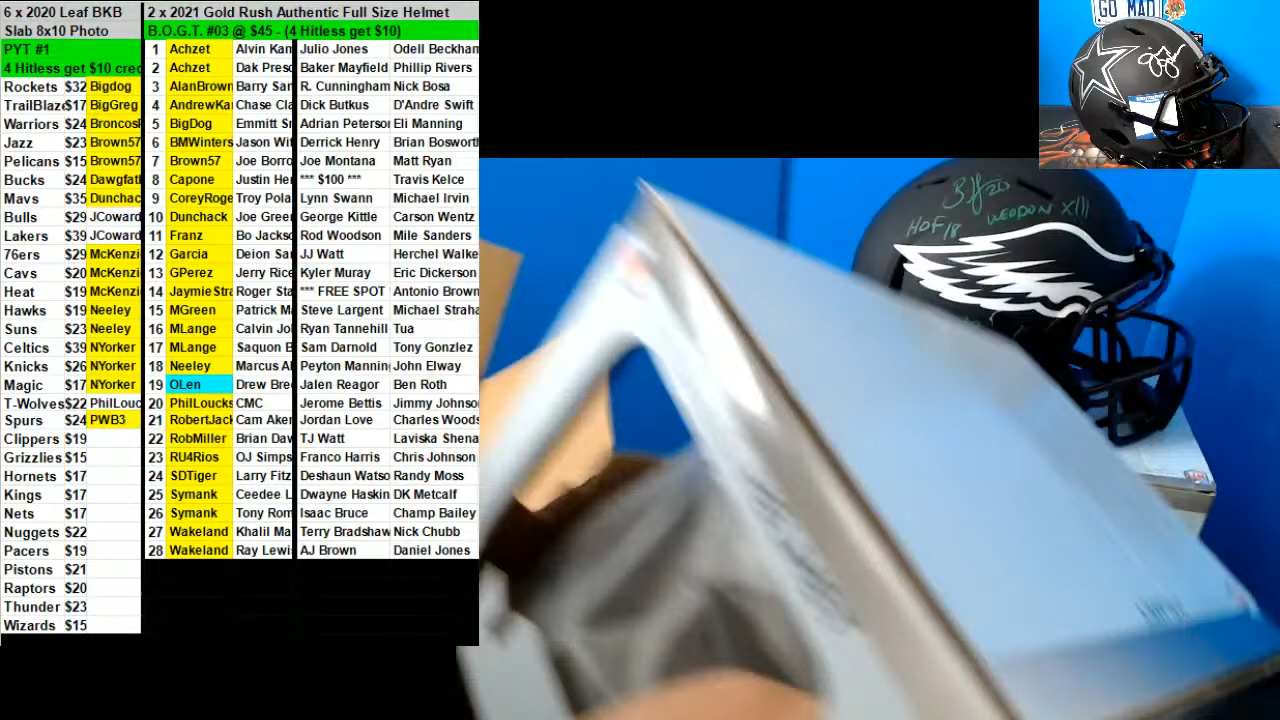 6 x 2020 Leaf BKB
Slab 8x10 Photo
PYT #1
4 Hitless get $10 cred
Rockets $32 Bigdog
TrailBlaze $17 BigGreg
Warriors $24 Broncos
Jazz $23 Brown57
Pelicans $15 Brown57
Bucks $24 Dawgfat
Mavs $35 Dunchac
Bulls $29 JCoward
Lakers $39 JCoward
76ers $29 McKenzi
Cavs $20 McKenzi
Heat $19 McKenzi
Hawks $19 Neeley
Suns $23 Neeley
Celtics $39 NYorker
Knicks $26 NYorker
Magic $17 NYorker
T-Wolves $22 PhilLouc
Spurs $24 PWB3
Clippers $19
Grizzlies $15
Hornets $17
Kings $17
Nets $17
Nuggets $22
Pacers $19
Pistons $21
Raptors $20
Thunder $23
Wizards $15
2 x 2021 Gold Rush Authentic Full Size Helmet
B.O.G.T. #03 @ $45 - (4 Hitless get $10)
1 Achzet Alvin Kam Julio Jones Odell Beckham
2 Achzet Dak Presc Baker Mayfield Phillip Rivers
3 AlanBrown Barry San R. Cunningham Nick Bosa
4 AndrewKa Chase Cla Dick Butkus D'Andre Swift
5 BigDog Emmitt S Adrian Peterso Eli Manning
6 BMWinters Jason Wit Derrick Henry Brian Boswort
7 Brown57 Joe Borro Joe Montana Matt Ryan
8 Capone Justin Her *** $100 *** Travis Kelce
9 CoreyRoge Troy Pola Lynn Swann Michael Irvin
10 Dunchack Joe Green George Kittle Carson Wentz
11 Franz Bo Jackso Rod Woodson Mile Sanders
12 Garcia Deion Sa JJ Watt Herchel Walke
13 GPerez Jerry Rice Kyler Muray Eric Dickerson
14 JaymieStra Roger Sta *** FREE SPOT Antonio Brown
15 MGreen Patrick M Steve Largent Michael Straha
16 MLange Calvin Jo Ryan Tannehill Tua
17 MLange Saquon B Sam Darnold Tony Gonzlez
18 Neeley Marcus Al Peyton Mannin John Elway
19 OLen Drew Bree Jalen Reagor Ben Roth
20 PhilLoucks CMC Jerome Bettis Jimmy Johnso
21 RobertJack Cam Aker Jordan Love Charles Woods
22 RobMiller Brian Daw TJ Watt Laviska Shena
23 RU4Rios OJ Simps Franco Harris Chris Johnson
24 SDTiger Larry Fitz Deshaun Watso Randy Moss
25 Symank Ceedee L Dwayne Haskin DK Metcalf
26 Symank Tony Rom Isaac Bruce Champ Bailey
27 Wakeland Khalil Ma Terry Bradshaw Nick Chubb
28 Wakeland Ray Lewis AJ Brown Daniel Jones
GO MAD
20
HOF 18 WEAPON XIII